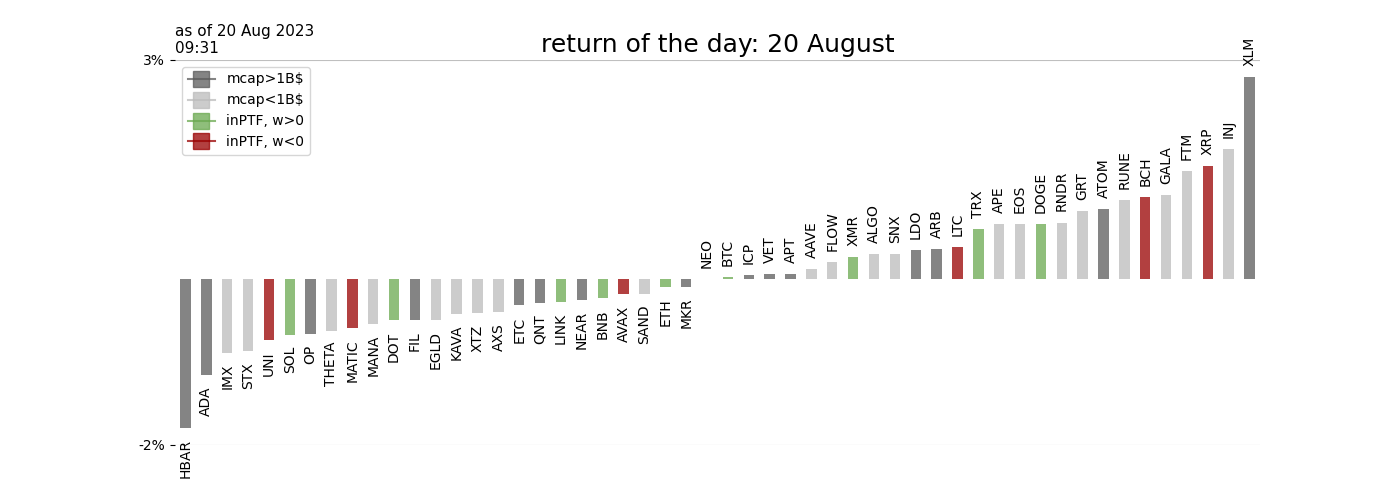 as of 20 Aug 2023
09:31
return of the day: 20 August
3%
mcap>1B$
mcap<1B$
inPTF, w>0
inPTF, w<0
-2%
HBAR
ADA
IMX
STX
UNI
SOL
OP
THETA
MATIC
MANA
DOT
FIL
EGLD
KAVA
XTZ
AXS
ETC
QNT
LINK
NEAR
BNB
AVAX
SAND
ETH
MKR
NEO
BTC
ICP
VET
APT
AAVE
FLOW
XMR
ALGO
SNX
LDO
ARB
LTC
TRX
APE
EOS
DOGE
RNDR
GRT
ATOM
RUNE
BCH
GALA
FTM
XRP
INJ
XLM